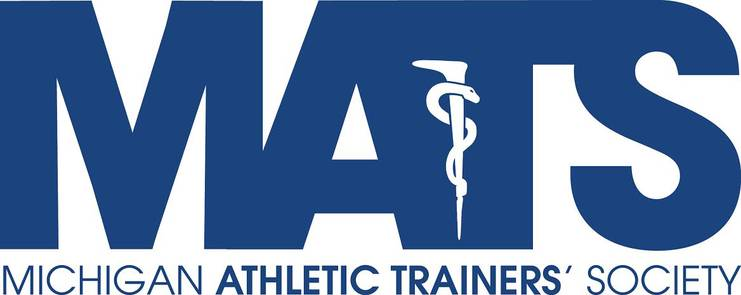 MATS
MICHIGAN ATHLETIC TRAINERS‘ SOCIETY